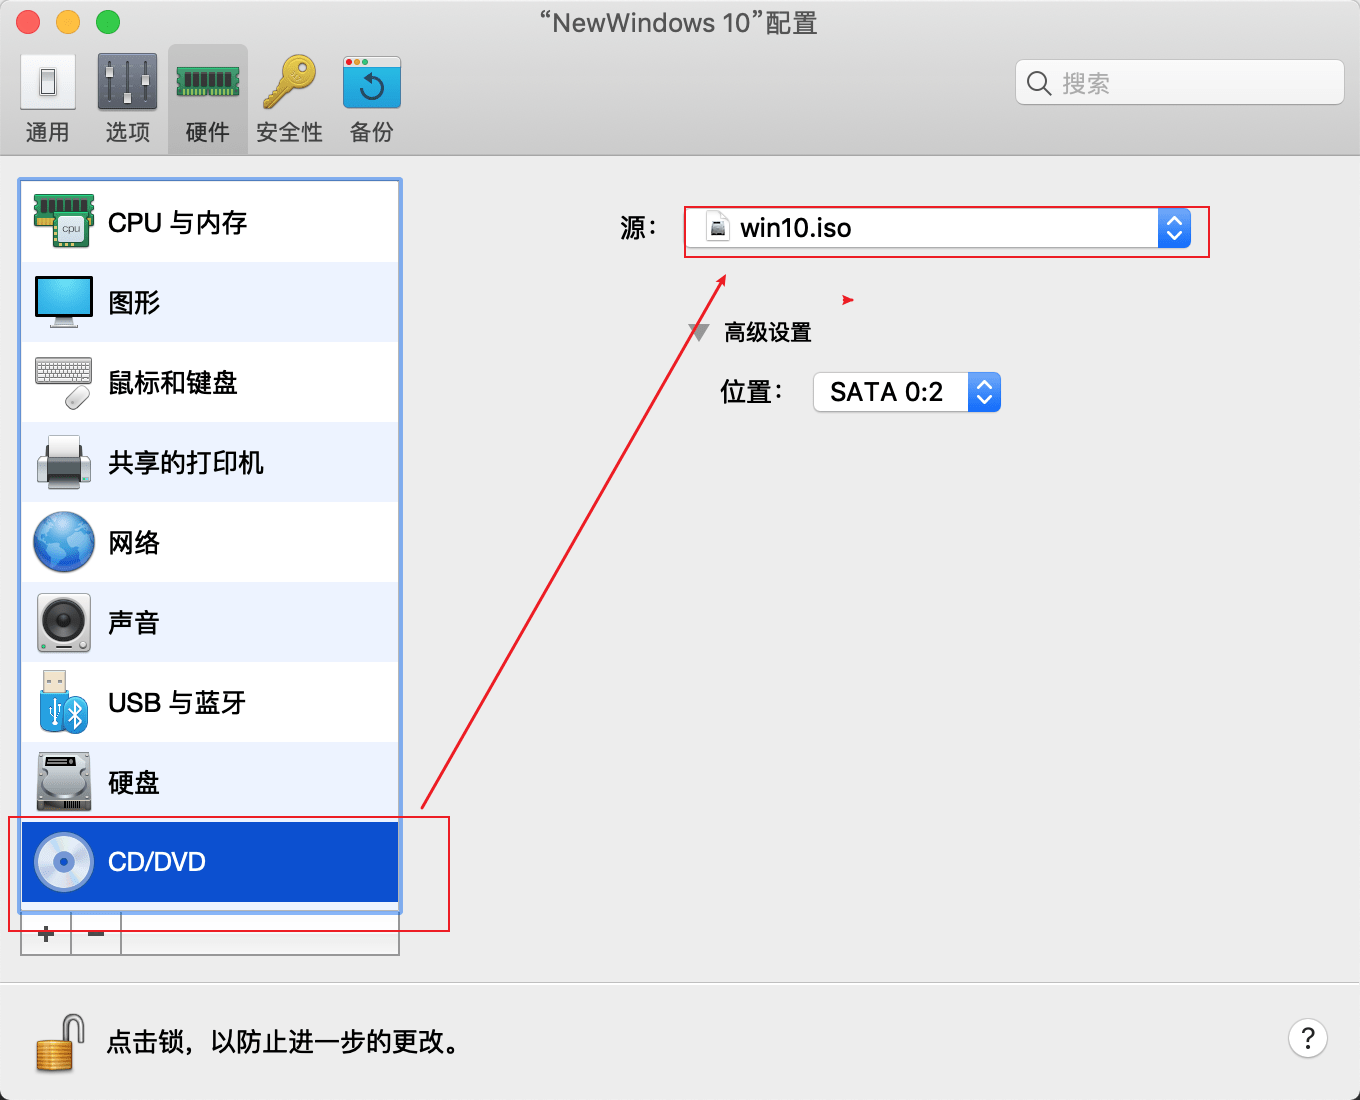 “NewWindows 10”配置
通用 选项 硬件 安全性 备份
搜索
CPU 与内存
cpu
图形
鼠标和键盘
共享的打印机
网络
声音
USB 与蓝牙
硬盘
CD/DVD
源：
win10.iso
高级设置
位置：
SATA 0:2
点击锁，以防止进一步的更改。
?